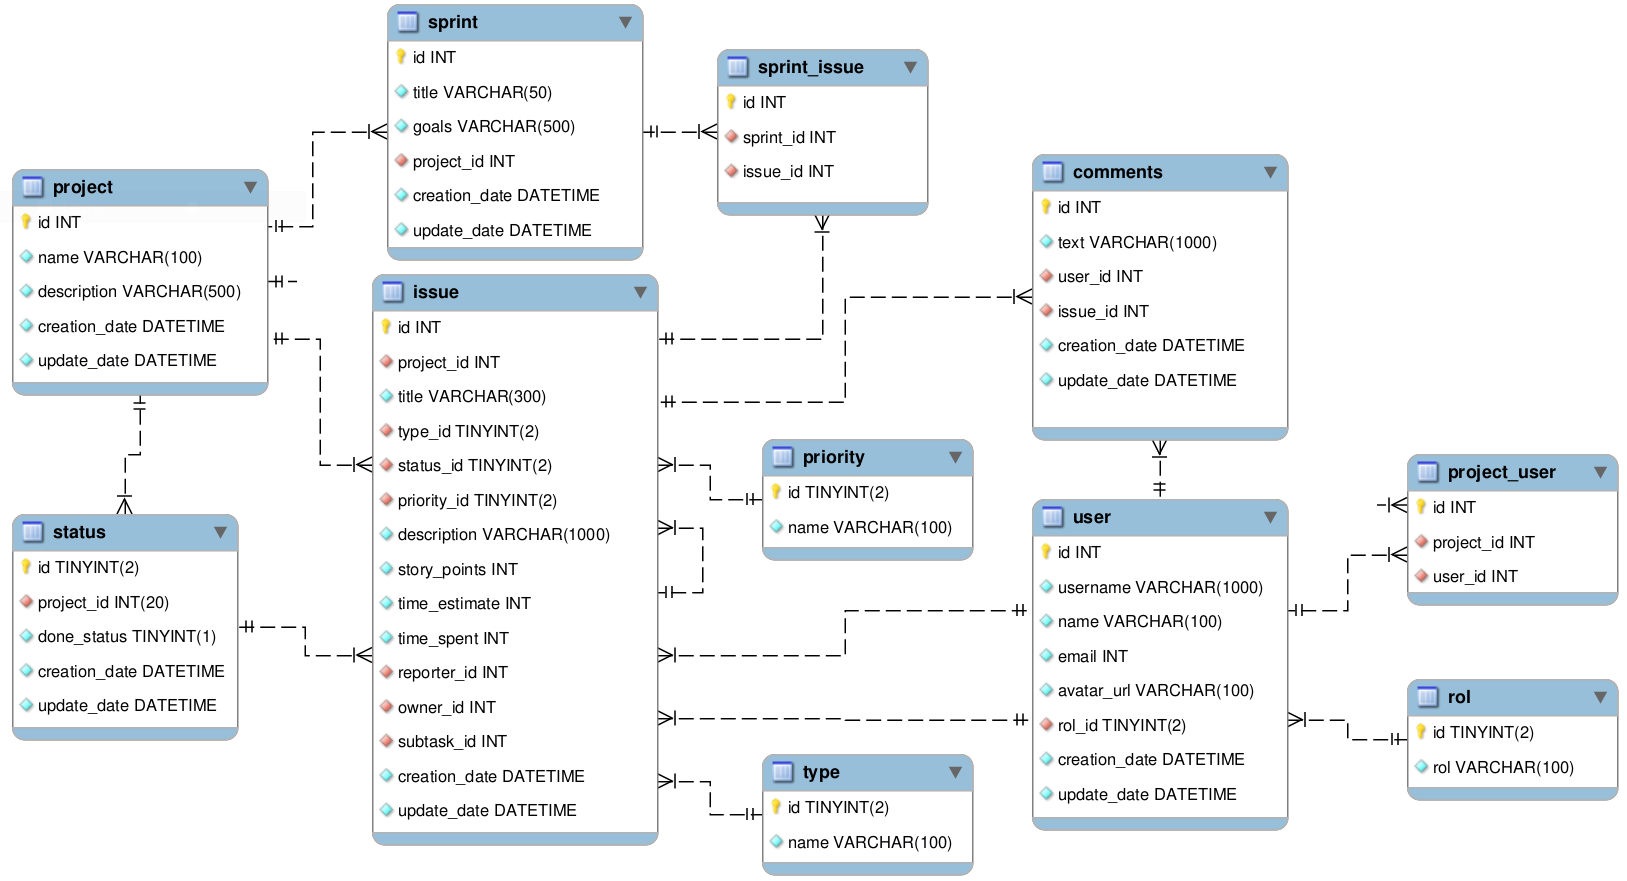 sprint
id INT
title VARCHAR(50)
goals VARCHAR(500)
project_id INT
creation_date DATETIME
update_date DATETIME
sprint_issue
id INT
sprint_id INT
issue_id INT
project
id INT
name VARCHAR(100)
description VARCHAR(500)
creation_date DATETIME
update_date DATETIME
comments
id INT
text VARCHAR(1000)
user_id INT
issue_id INT
creation_date DATETIME
update_date DATETIME
issue
id INT
project_id INT
title VARCHAR(300)
type_id TINYINT(2)
status_id TINYINT(2)
priority_id TINYINT(2)
description VARCHAR(1000)
story_points INT
time_estimate INT
time_spent INT
reporter_id INT
owner_id INT
subtask_id INT
creation_date DATETIME
update_date DATETIME
priority
id TINYINT(2)
name VARCHAR(100)
project_user
id INT
project_id INT
user_id INT
status
id TINYINT(2)
project_id INT(20)
done_status TINYINT(1)
creation_date DATETIME
update_date DATETIME
user
id INT
username VARCHAR(1000)
name VARCHAR(100)
email INT
avatar_url VARCHAR(100)
rol_id TINYINT(2)
creation_date DATETIME
update_date DATETIME
rol
id TINYINT(2)
rol VARCHAR(100)
type
id TINYINT(2)
name VARCHAR(100)